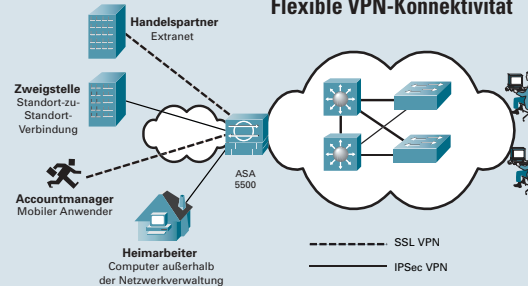 Flexible VPN-Konnektivität
Handelspartner
Extranet
Zweigstelle
Standort-zu-
Standort-
Verbindung
ASA
5500
Accountmanager
Mobiler Anwender
Heimarbeiter
Computer außerhalb
der Netzwerkverwaltung
SSL VPN
IPSec VPN